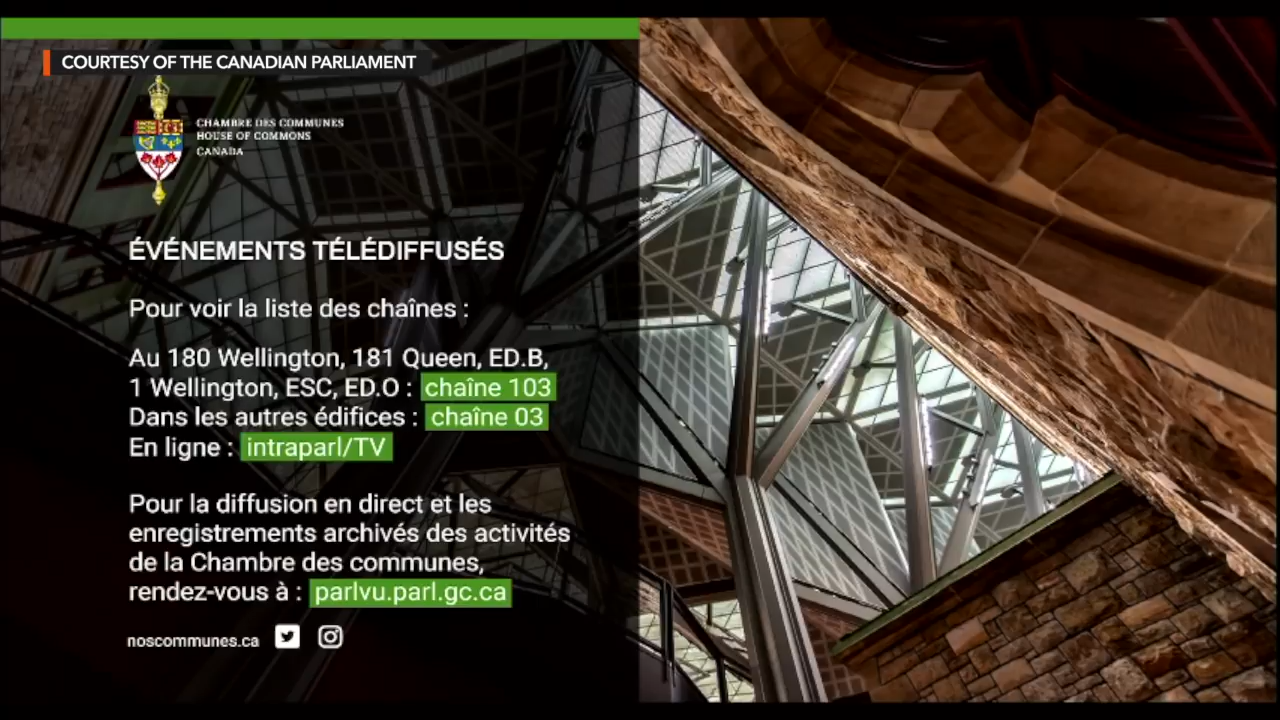 COURTESY OF THE CANADIAN PARLIAMENT
CHAMBRE DES COMMUNES
HOUSE OF COMMONS
CANADA
ÉVÉNEMENTS TÉLÉDIFFUSÉS
Pour voir la liste des chaînes :
Au 180 Wellington, 181 Queen, ED.B,
1 Wellington, ESC, ED.O : chaîne 103
Dans les autres édifices : chaîne 03
En ligne : intraparl/TV
Pour la diffusion en direct et les
enregistrements archivés des activités
de la Chambre des communes,
rendez-vous à : parlvu.parl.gc.ca
noscommunes.ca